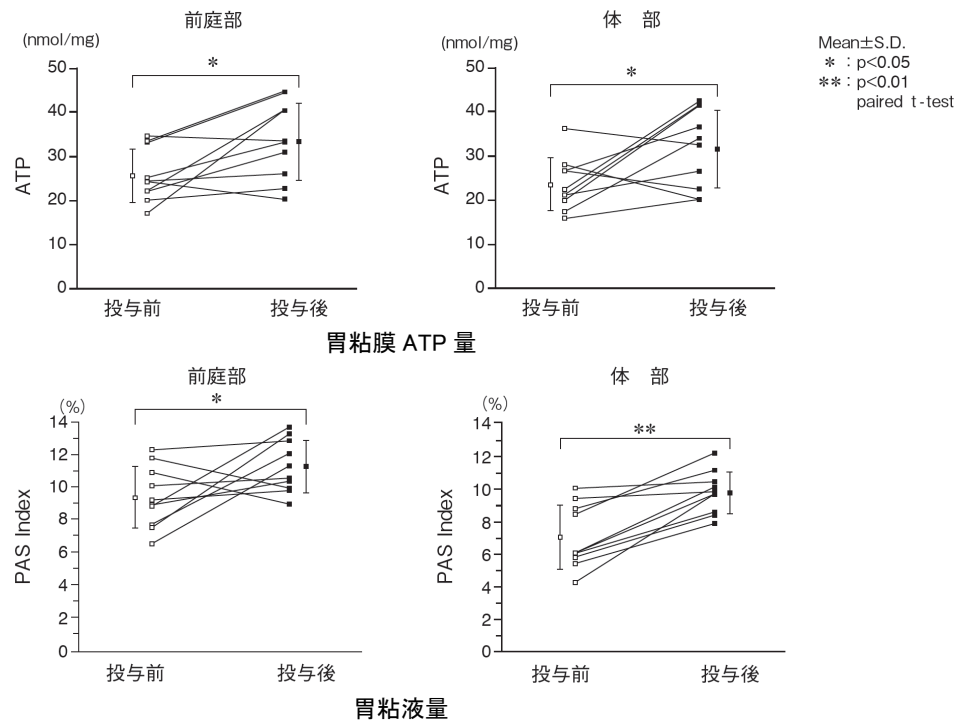 前庭部
(nmol/mg)
*
50
40
30
20
10
0
ATP
投与前
投与後
体 部
(nmol/mg)
*
50
40
30
20
10
0
ATP
投与前
投与後
Mean±S.D.
* : p<0.05
** : p<0.01
paired t-test
胃粘膜 ATP 量
前庭部
(%)
*
14
12
10
8
6
4
2
0
PAS Index
投与前
投与後
体 部
(%)
**
14
12
10
8
6
4
2
0
PAS Index
投与前
投与後
胃粘液量